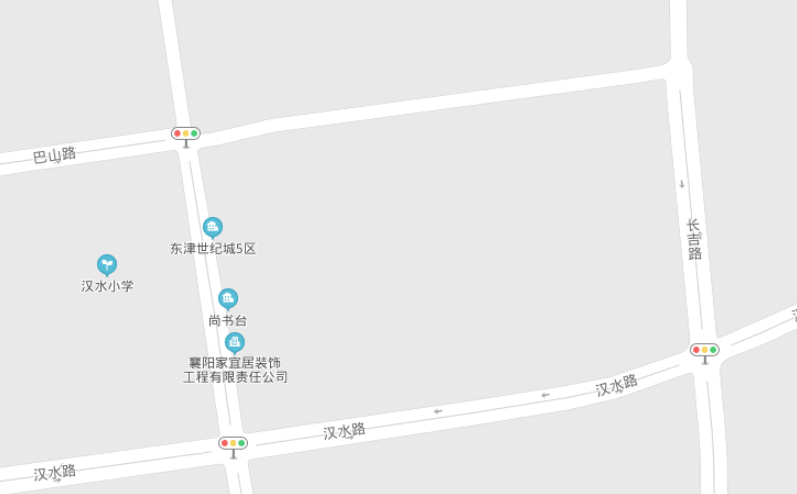 巴山路
东津世纪城5区
汉水小学
长吉路
尚书台
襄阳家宜居装饰
工程有限责任公司
汉水路
汉水路
汉水路